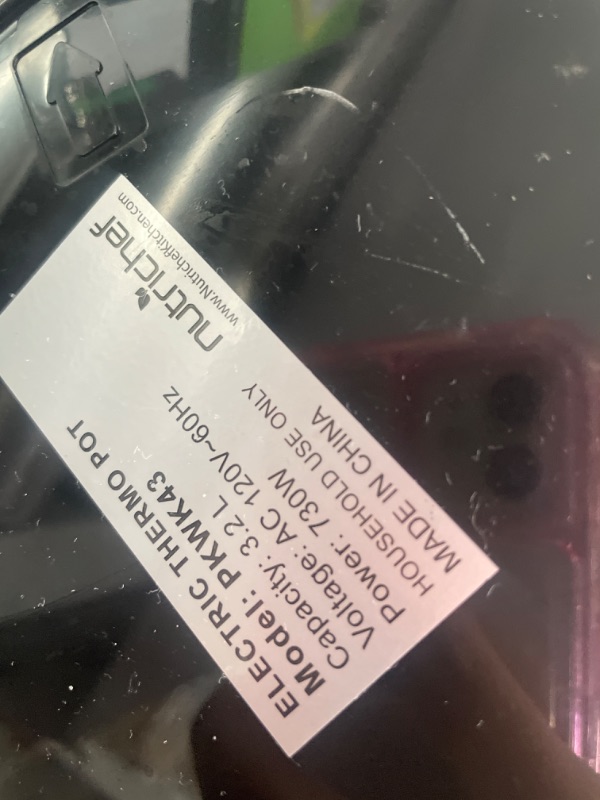 ELECTRIC THERMO POT
Model: PKWK43
Capacity: 3.2 L
Voltage: AC 120V~60Hz
Power: 730W
HOUSEHOLD USE ONLY
MADE IN CHINA
nutrichef
www.NutrichefKitchen.com